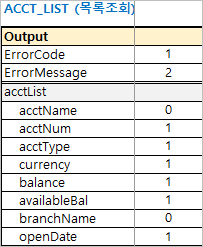 ACCT_LIST (목록조회)
Output
ErrorCode 1
ErrorMessage 2
acctList
acctName 0
acctNum 1
acctType 1
currency 1
balance 1
availableBal 1
branchName 0
openDate 1